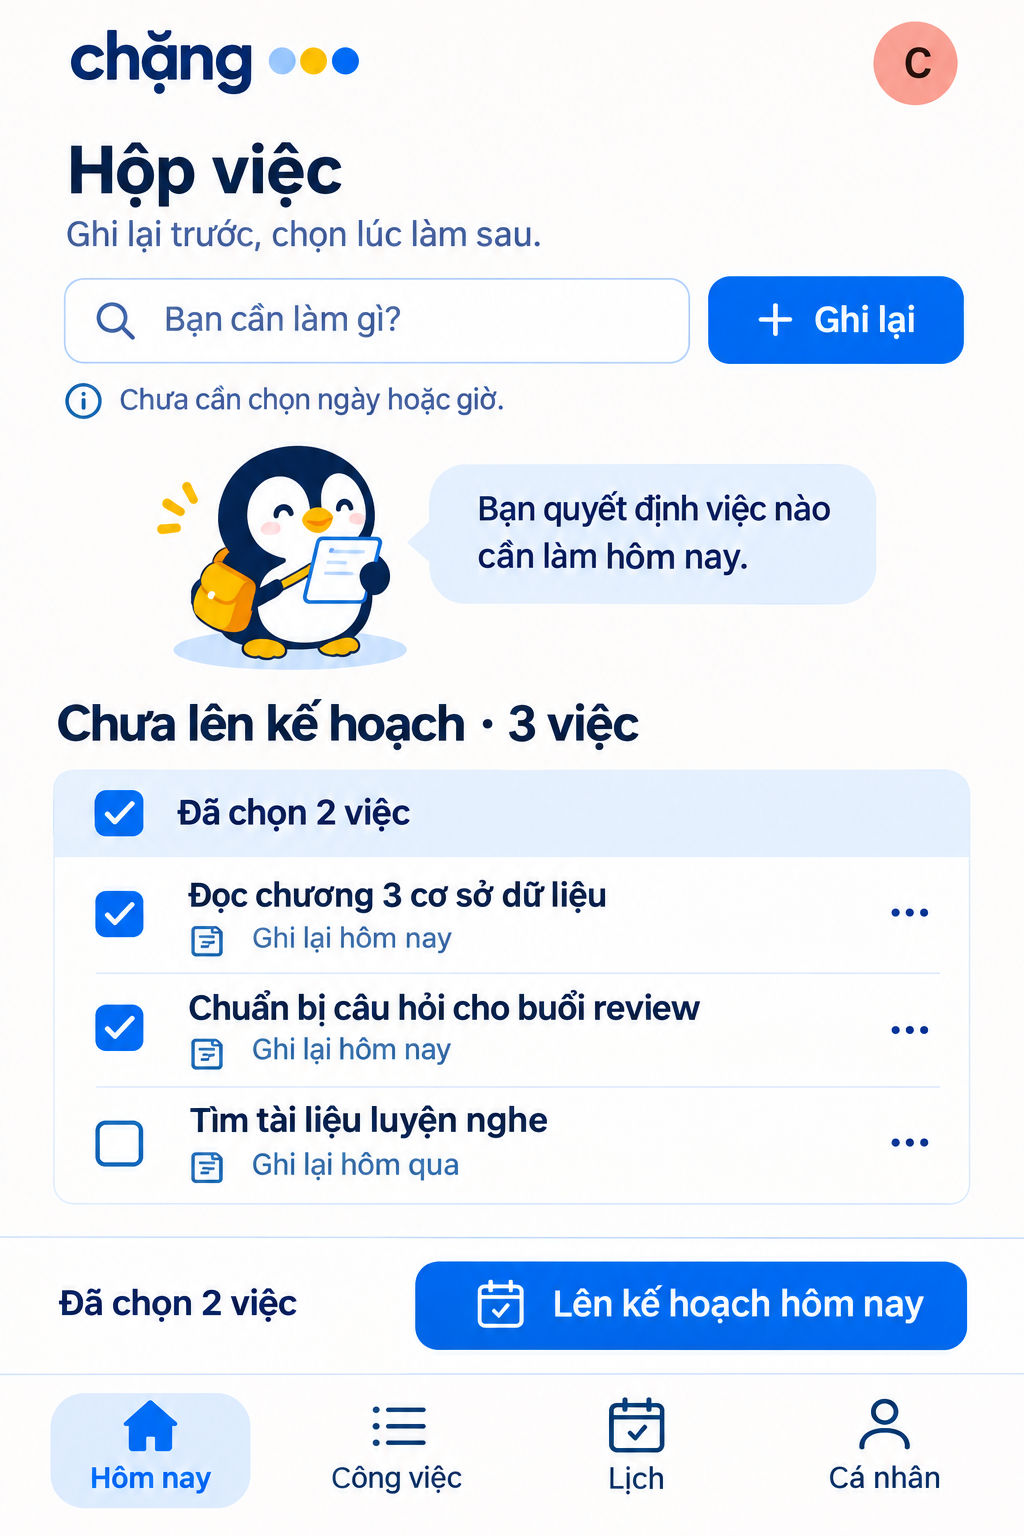 chặng
C
Hộp việc
Ghi lại trước, chọn lúc làm sau.
Bạn cần làm gì?
+ Ghi lại
Chưa cần chọn ngày hoặc giờ.
Bạn quyết định việc nào
cần làm hôm nay.
Chưa lên kế hoạch · 3 việc
Đã chọn 2 việc
Đọc chương 3 cơ sở dữ liệu
Ghi lại hôm nay
Chuẩn bị câu hỏi cho buổi review
Ghi lại hôm nay
Tìm tài liệu luyện nghe
Ghi lại hôm qua
Đã chọn 2 việc
Lên kế hoạch hôm nay
Hôm nay
Công việc
Lịch
Cá nhân